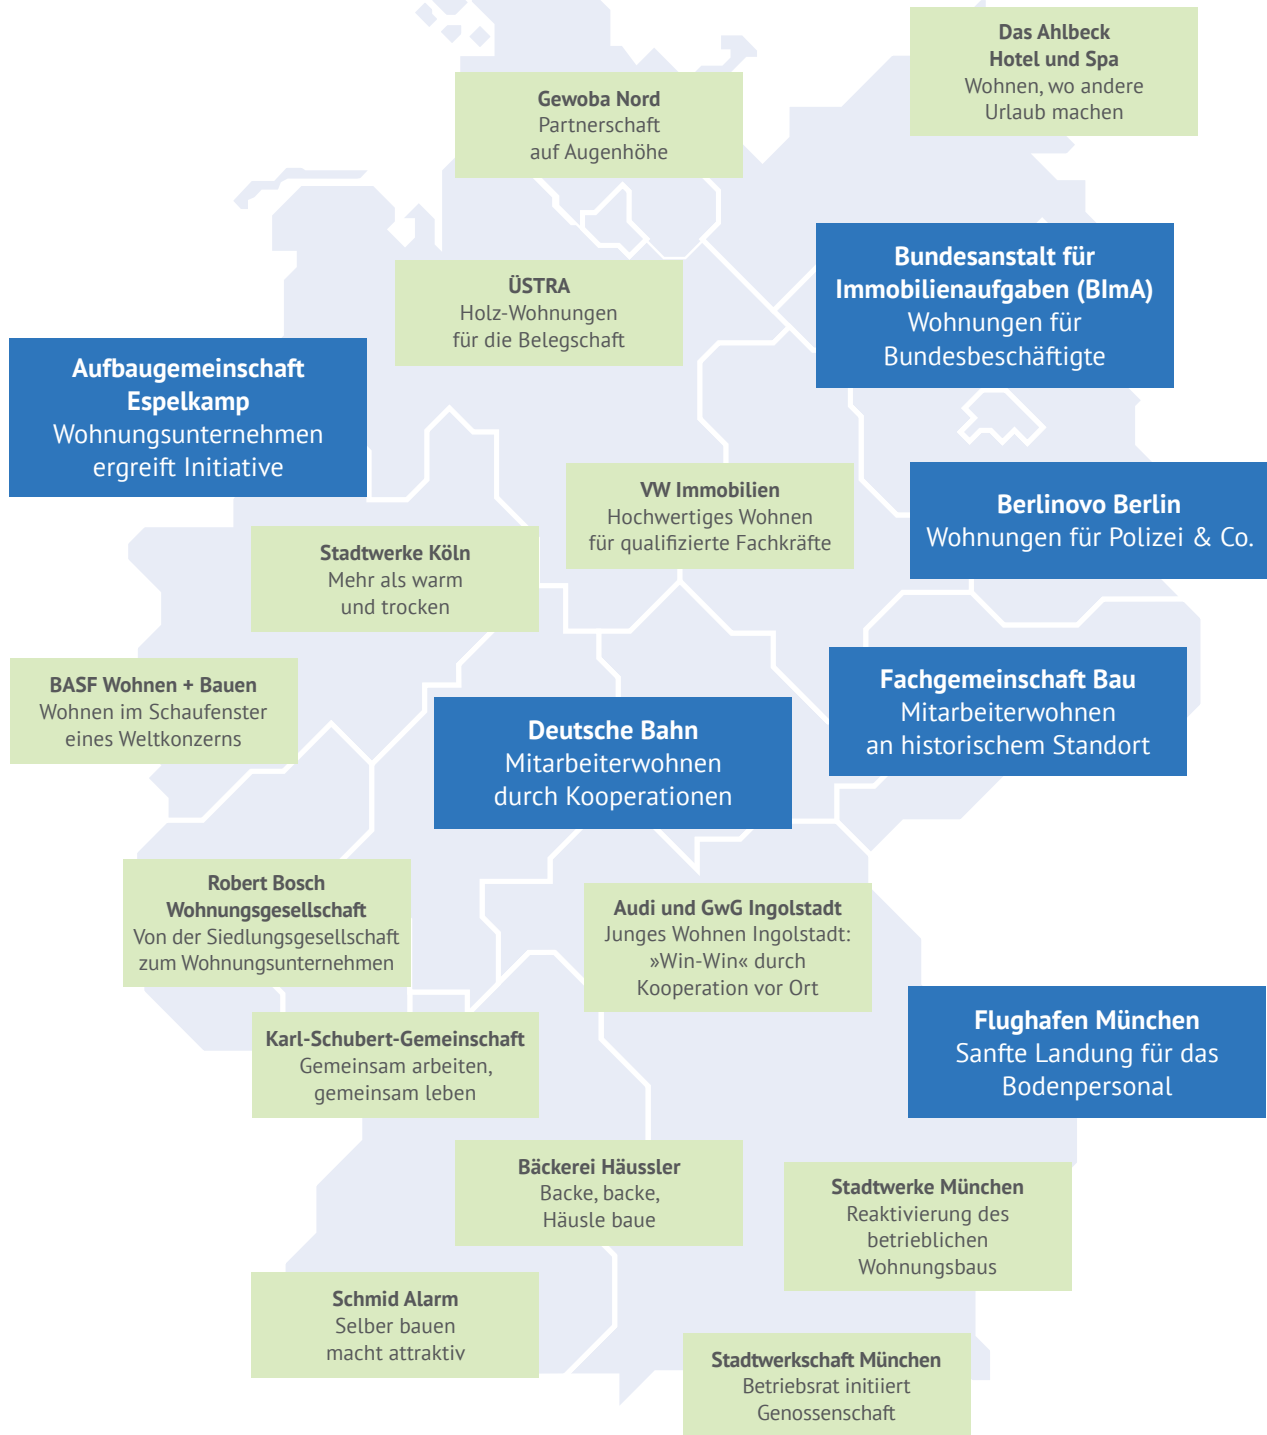 Das Ahlbeck
Hotel und Spa
Wohnen, wo andere
Urlaub machen
Gewoba Nord
Partnerschaft
auf Augenhöhe
Bundesanstalt für
Immobilienaufgaben (BImA)
Wohnungen für
Bundesbeschäftigte
ÜSTRA
Holz-Wohnungen
für die Belegschaft
Aufbaugemeinschaft
Espelkamp
Wohnungsunternehmen
ergreift Initiative
VW Immobilien
Hochwertiges Wohnen
für qualifizierte Fachkräfte
Berlinovo Berlin
Wohnungen für Polizei & Co.
Stadtwerke Köln
Mehr als warm
und trocken
BASF Wohnen + Bauen
Wohnen im Schaufenster
eines Weltkonzerns
Fachgemeinschaft Bau
Mitarbeiterwohnen
an historischem Standort
Deutsche Bahn
Mitarbeiterwohnen
durch Kooperationen
Robert Bosch
Wohnungsgesellschaft
Von der Siedlungsgesellschaft
zum Wohnungsunternehmen
Audi und GwG Ingolstadt
Junges Wohnen Ingolstadt:
»Win-Win« durch
Kooperation vor Ort
Flughafen München
Sanfte Landung für das
Bodenpersonal
Karl-Schubert-Gemeinschaft
Gemeinsam arbeiten,
gemeinsam leben
Bäckerei Häussler
Backe, backe,
Häusle baue
Stadtwerke München
Reaktivierung des
betrieblichen
Wohnungsbaus
Schmid Alarm
Selber bauen
macht attraktiv
Stadtwerkschaft München
Betriebsrat initiiert
Genossenschaft